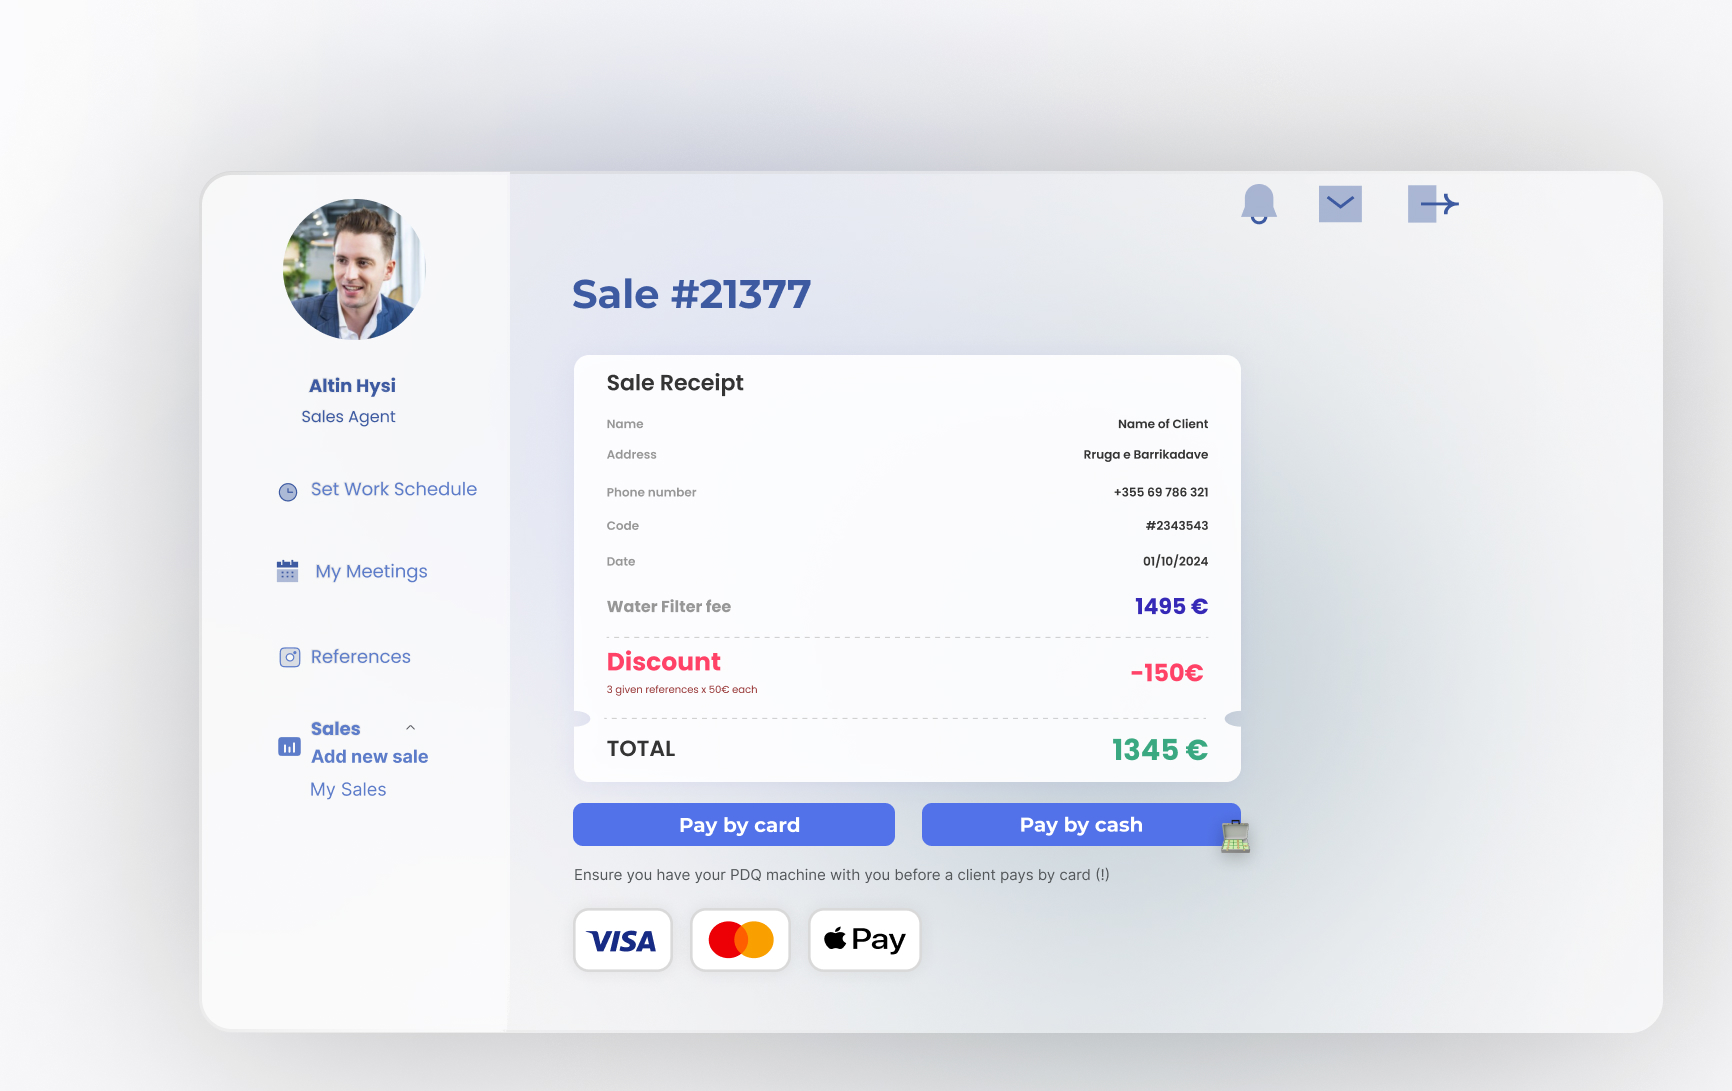 Altin Hysi
Sales Agent
Set Work Schedule
My Meetings
References
Sales
Add new sale
My Sales
Sale #21377
Sale Receipt
Name Name of Client
Address Rruga e Barrikadave
Phone number +355 69 786 321
Code #2343543
Date 01/10/2024
Water Filter fee 1495 €
Discount -150€
3 given references x 50€ each
TOTAL 1345 €
Pay by card Pay by cash
Ensure you have your PDQ machine with you before a client pays by card (!)
VISA Pay